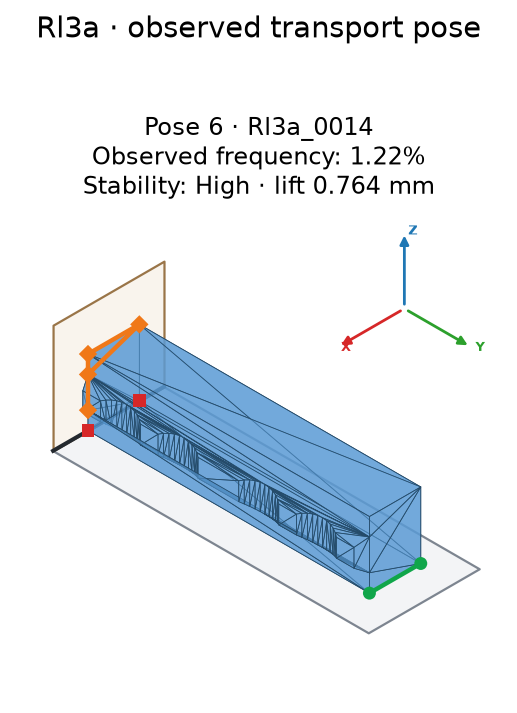 Rl3a · observed transport pose
Pose 6 · Rl3a_0014
Observed frequency: 1.22%
Stability: High · lift 0.764 mm
Z
X
Y